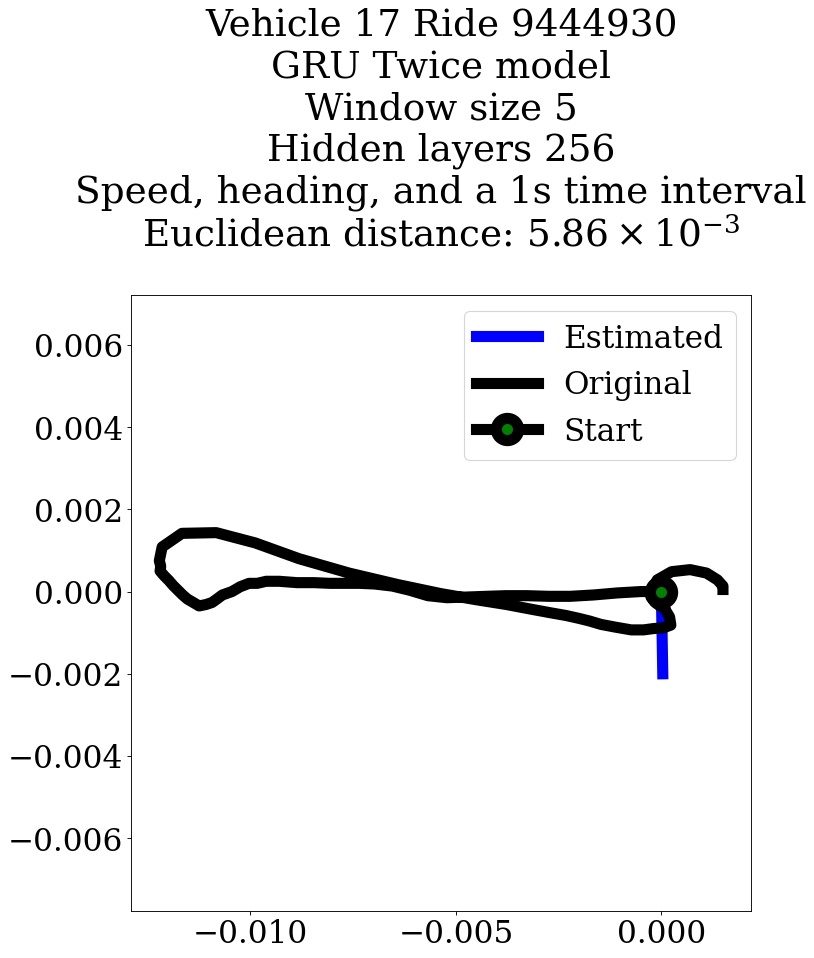 Vehicle 17 Ride 9444930
GRU Twice model
Window size 5
Hidden layers 256
Speed, heading, and a 1s time interval
Euclidean distance: 5.86 × 10⁻³
Estimated
Original
Start
0.006
0.004
0.002
0.000
−0.002
−0.004
−0.006
−0.010
−0.005
0.000